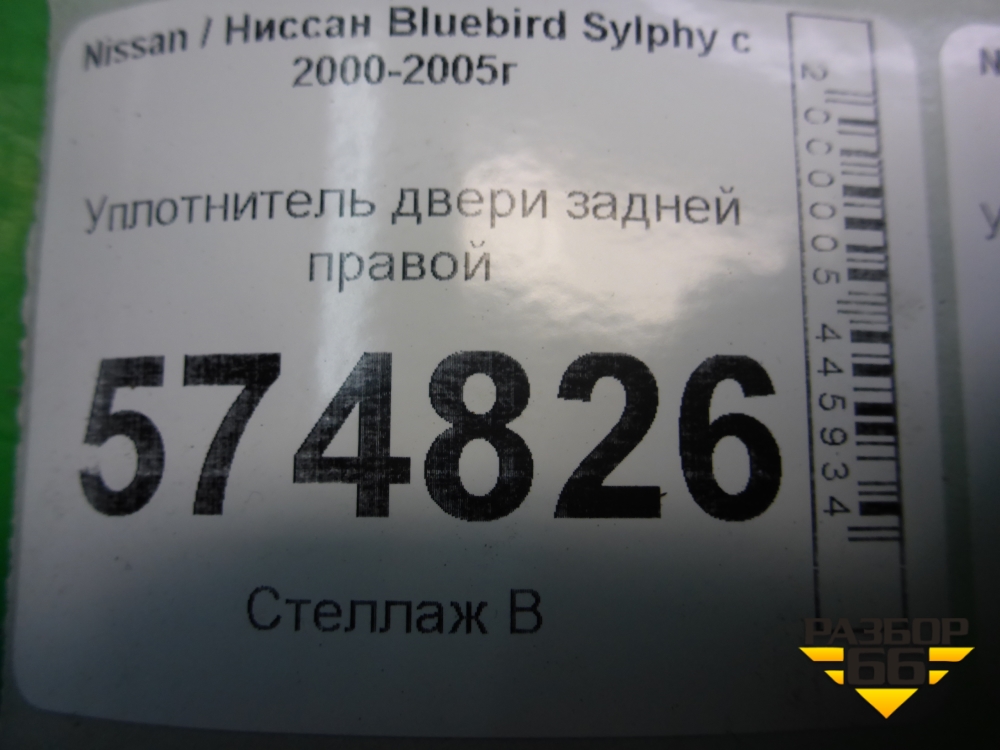 Nissan / Ниссан Bluebird Sylphy с
2000-2005г
Уплотнитель двери задней
правой
574826
Стеллаж В
2000005445934
РАЗБОР
66
N
У